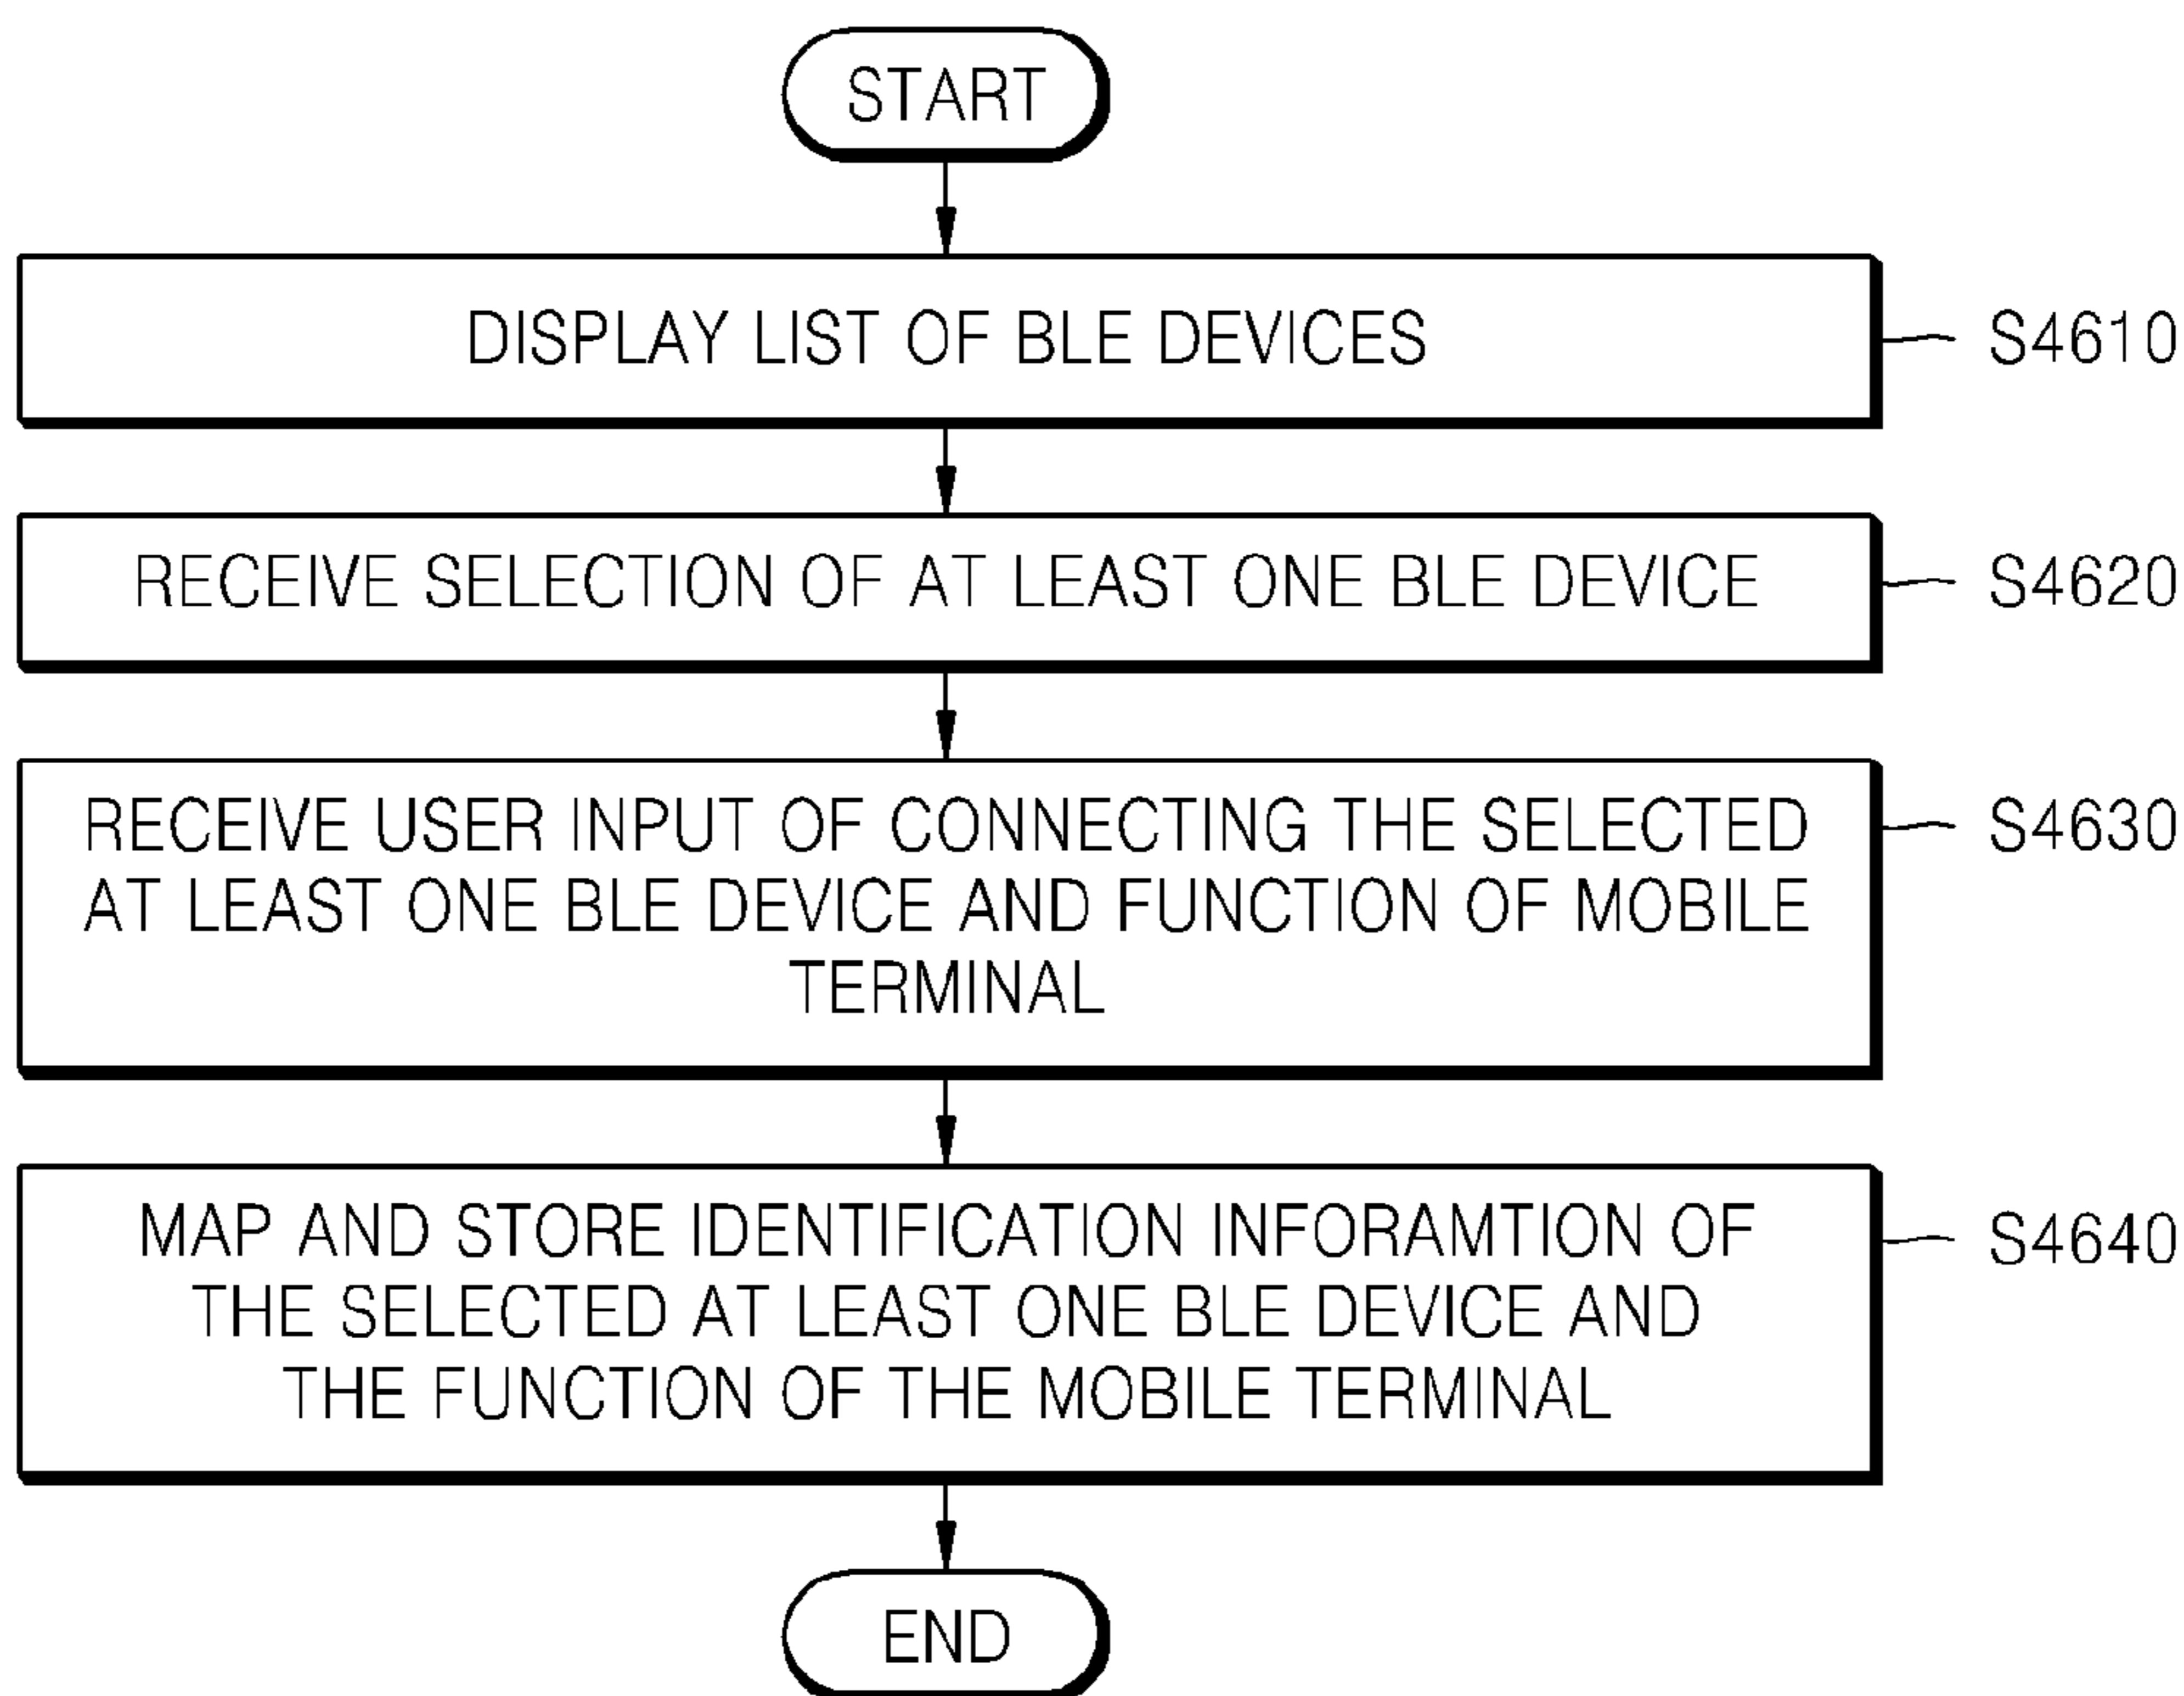 START
DISPLAY LIST OF BLE DEVICES
S4610
RECEIVE SELECTION OF AT LEAST ONE BLE DEVICE
S4620
RECEIVE USER INPUT OF CONNECTING THE SELECTED
AT LEAST ONE BLE DEVICE AND FUNCTION OF MOBILE
TERMINAL
S4630
MAP AND STORE IDENTIFICATION INFORAMTION OF
THE SELECTED AT LEAST ONE BLE DEVICE AND
THE FUNCTION OF THE MOBILE TERMINAL
S4640
END